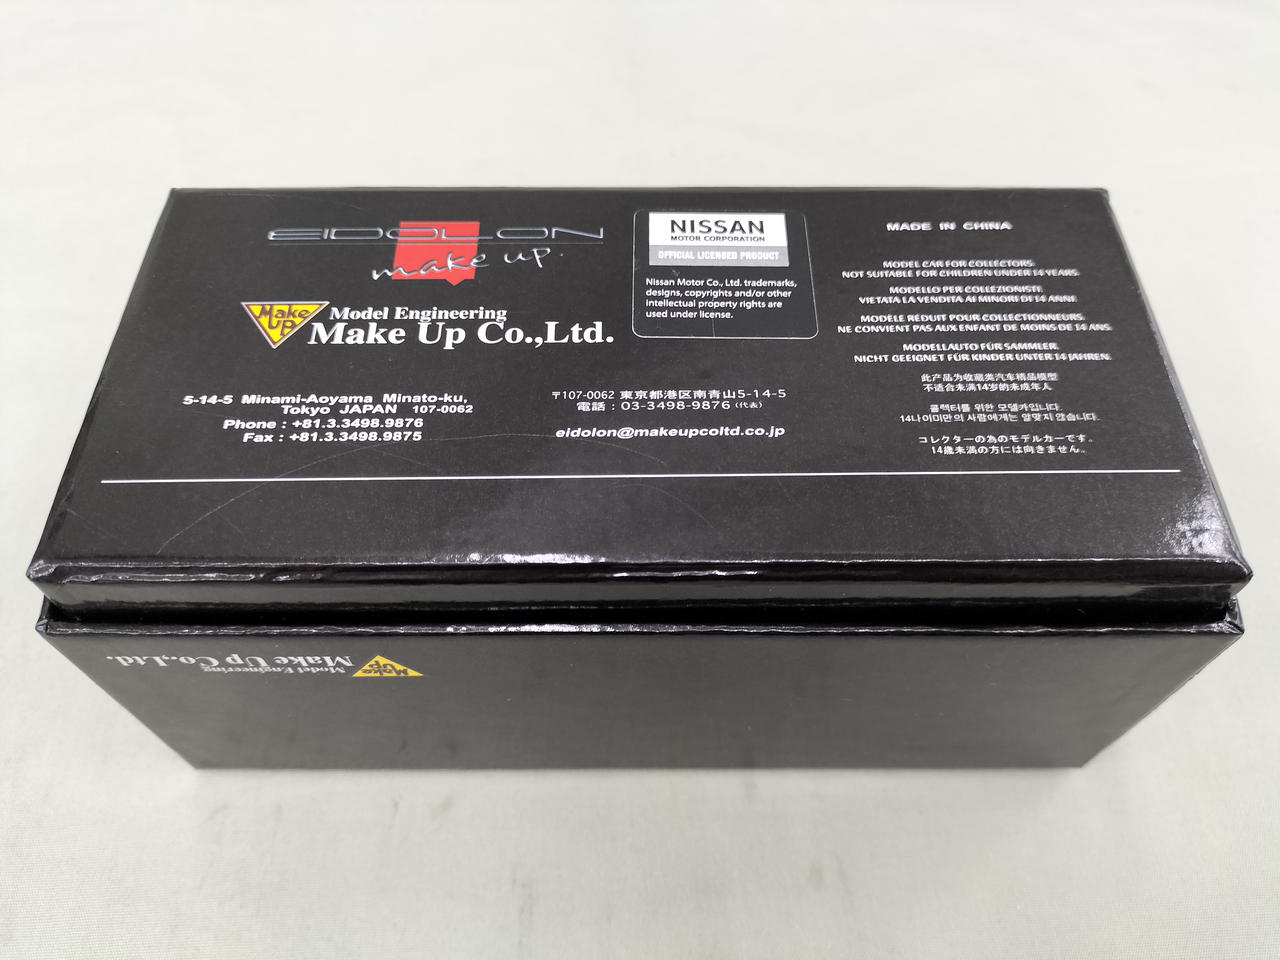 EIDOLON
make up.
Make Up
Model Engineering
Make Up Co.,Ltd.
5-14-5 Minami-Aoyama Minato-ku,
Tokyo JAPAN 107-0062
Phone : +81.3.3498.9876
Fax : +81.3.3498.9875
〒107-0062 東京都港区南青山5-14-5
電話 : 03-3498-9876 (代表)
eidolon@makeupcoltd.co.jp
NISSAN
MOTOR CORPORATION
OFFICIAL LICENSED PRODUCT
Nissan Motor Co., Ltd. trademarks,
designs, copyrights and/or other
intellectual property rights are
used under license.
MADE IN CHINA
MODEL CAR FOR COLLECTORS.
NOT SUITABLE FOR CHILDREN UNDER 14 YEARS.
MODELLO PER COLLEZIONISTI.
VIETATA LA VENDITA AI MINORI DE14 ANNI.
MODÈLE RÉDUIT POUR COLLECTIONNEURS.
NE CONVIENT PAS AUX ENFANT DE MOINS DE 14 ANS.
MODELLAUTO FÜR SAMMLER.
NICHT GEEIGNET FÜR KINDER UNTER 14 JAHREN.
此产品为收藏类汽车精品模型
不适合未满14岁的未成年人
콜렉터를 위한 모델카입니다.
14나이미만의 사람에게는 알맞지 않습니다.
コレクターの為のモデルカーです。
14歳未満の方には向きません。
Make Up
Model Engineering
Make Up Co.,Ltd.